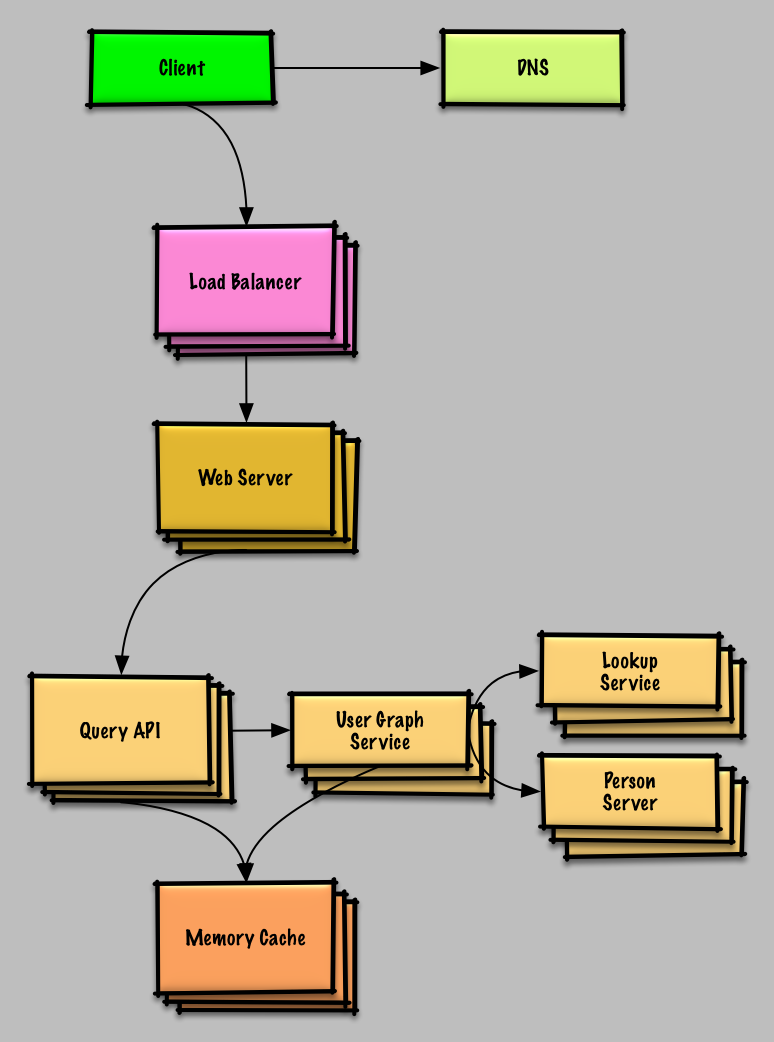 Client
DNS
Load Balancer
Web Server
Query API
User Graph
Service
Lookup
Service
Person
Server
Memory Cache